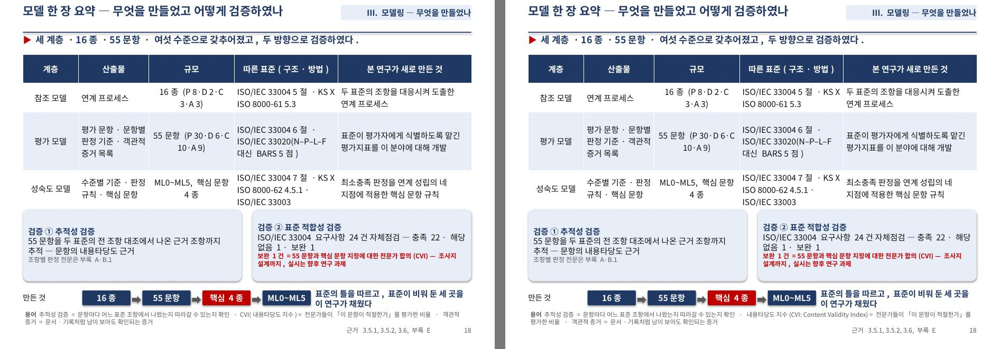 모델 한 장 요약 — 무엇을 만들었고 어떻게 검증하였나
III. 모델링 — 무엇을 만들었나
▶ 세 계층 · 16 종 · 55 문항 · 여섯 수준으로 갖추어졌고 , 두 방향으로 검증하였다 .
계층 산출물 규모 따른 표준 ( 구조 · 방법 ) 본 연구가 새로 만든 것
참조 모델
연계 프로세스
16 종 (P 8·D 2·C
3·A 3)
ISO/IEC 33004 5 절 · KS X
ISO 8000-61 5.3
두 표준의 조항을 대응시켜 도출한
연계 프로세스
평가 모델
평가 문항 · 문항별
판정 기준 · 객관적
증거 목록
55 문항 (P 30·D 6·C
10·A 9)
ISO/IEC 33004 6 절 ·
ISO/IEC 33020(N–P–L–F
대신 BARS 5 점 )
표준이 평가자에게 식별하도록 맡긴
평가지표를 이 분야에 대해 개발
성숙도 모델
수준별 기준 · 판정
규칙 · 핵심 문항
ML0~ML5, 핵심 문항
4 종
ISO/IEC 33004 7 절 · KS X
ISO 8000-62 4.5.1 ·
ISO/IEC 33003
최소충족 판정을 연계 성립의 네
지점에 적용한 핵심 문항 규칙
검증 ① 추적성 검증
55 문항을 두 표준의 전 조항 대조에서 나온 근거 조항까지
추적 — 문항의 내용타당도 근거
조항별 판정 전문은 부록 A·B.1
검증 ② 표준 적합성 검증
ISO/IEC 33004 요구사항 24 건 자체점검 — 충족 22 · 해당
없음 1 · 보완 1
보완 1 건 = 55 문항과 핵심 문항 지정에 대한 전문가 합의 (CVI) — 조사지
설계까지 , 실시는 향후 연구 과제
만든 것
16 종
55 문항
핵심 4 종
ML0~ML5
표준의 틀을 따르고 , 표준이 비워 둔 세 곳을
이 연구가 채웠다
용어 추적성 검증 = 문항마다 어느 표준 조항에서 나왔는지 따라갈 수 있는지 확인 · CVI( 내용타당도 지수 ) = 전문가들이 「이 문항이 적절한가」를 평가한 비율 · 객관적
증거 = 문서 · 기록처럼 남이 보아도 확인되는 증거
근거 3.5.1, 3.5.2, 3.6, 부록 E
18
모델 한 장 요약 — 무엇을 만들었고 어떻게 검증하였나
III. 모델링 — 무엇을 만들었나
▶ 세 계층 · 16 종 · 55 문항 · 여섯 수준으로 갖추어졌고 , 두 방향으로 검증하였다 .
계층 산출물 규모 따른 표준 ( 구조 · 방법 ) 본 연구가 새로 만든 것
참조 모델
연계 프로세스
16 종 (P 8·D 2·C
3·A 3)
ISO/IEC 33004 5 절 · KS X
ISO 8000-61 5.3
두 표준의 조항을 대응시켜 도출한
연계 프로세스
평가 모델
평가 문항 · 문항별
판정 기준 · 객관적
증거 목록
55 문항 (P 30·D 6·C
10·A 9)
ISO/IEC 33004 6 절 ·
ISO/IEC 33020(N–P–L–F
대신 BARS 5 점 )
표준이 평가자에게 식별하도록 맡긴
평가지표를 이 분야에 대해 개발
성숙도 모델
수준별 기준 · 판정
규칙 · 핵심 문항
ML0~ML5, 핵심 문항
4 종
ISO/IEC 33004 7 절 · KS X
ISO 8000-62 4.5.1 ·
ISO/IEC 33003
최소충족 판정을 연계 성립의 네
지점에 적용한 핵심 문항 규칙
검증 ① 추적성 검증
55 문항을 두 표준의 전 조항 대조에서 나온 근거 조항까지
추적 — 문항의 내용타당도 근거
조항별 판정 전문은 부록 A·B.1
검증 ② 표준 적합성 검증
ISO/IEC 33004 요구사항 24 건 자체점검 — 충족 22 · 해당
없음 1 · 보완 1
보완 1 건 = 55 문항과 핵심 문항 지정에 대한 전문가 합의 (CVI) — 조사지
설계까지 , 실시는 향후 연구 과제
만든 것
16 종
55 문항
핵심 4 종
ML0~ML5
표준의 틀을 따르고 , 표준이 비워 둔 세 곳을
이 연구가 채웠다
용어 추적성 검증 = 문항마다 어느 표준 조항에서 나왔는지 따라갈 수 있는지 확인 · 내용타당도 지수 (CVI: Content Validity Index) = 전문가들이 「이 문항이 적절한가」를
평가한 비율 · 객관적 증거 = 문서 · 기록처럼 남이 보아도 확인되는 증거
근거 3.5.1, 3.5.2, 3.6, 부록 E
18